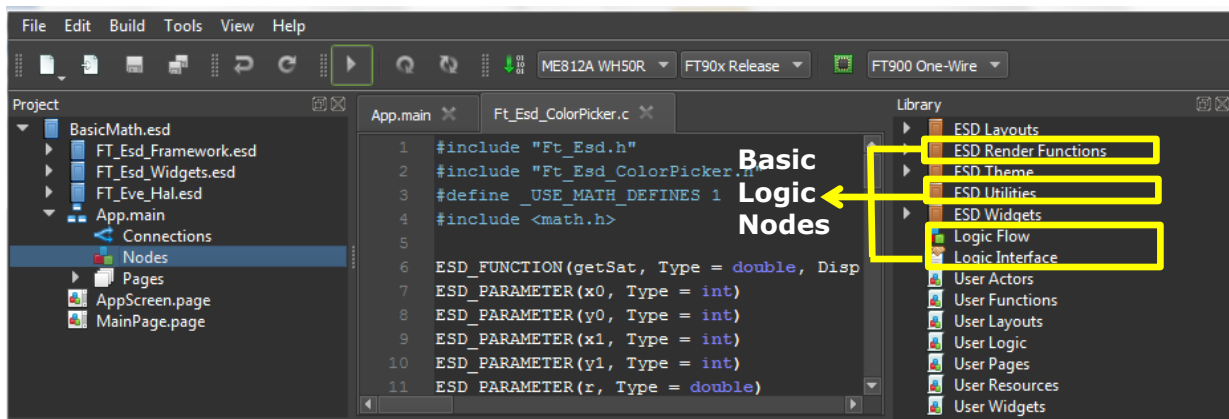 File Edit Build Tools View Help
ME812A WH50R FT90x Release FT900 One-Wire
Project
BasicMath.esd
FT_Esd_Framework.esd
FT_Esd_Widgets.esd
FT_Eve_Hal.esd
App.main
Connections
Nodes
Pages
AppScreen.page
MainPage.page
App.main Ft_Esd_ColorPicker.c
1 #include "Ft_Esd.h"
2 #include "Ft_Esd_ColorPicker.h"
3 #define _USE_MATH_DEFINES 1
4 #include <math.h>
5
6 ESD_FUNCTION(getSat, Type = double, Disp
7 ESD_PARAMETER(x0, Type = int)
8 ESD_PARAMETER(y0, Type = int)
9 ESD_PARAMETER(x1, Type = int)
10 ESD_PARAMETER(y1, Type = int)
11 ESD_PARAMETER(r, Type = double)
Basic
Logic
Nodes
Library
ESD Layouts
ESD Render Functions
ESD Theme
ESD Utilities
ESD Widgets
Logic Flow
Logic Interface
User Actors
User Functions
User Layouts
User Logic
User Pages
User Resources
User Widgets